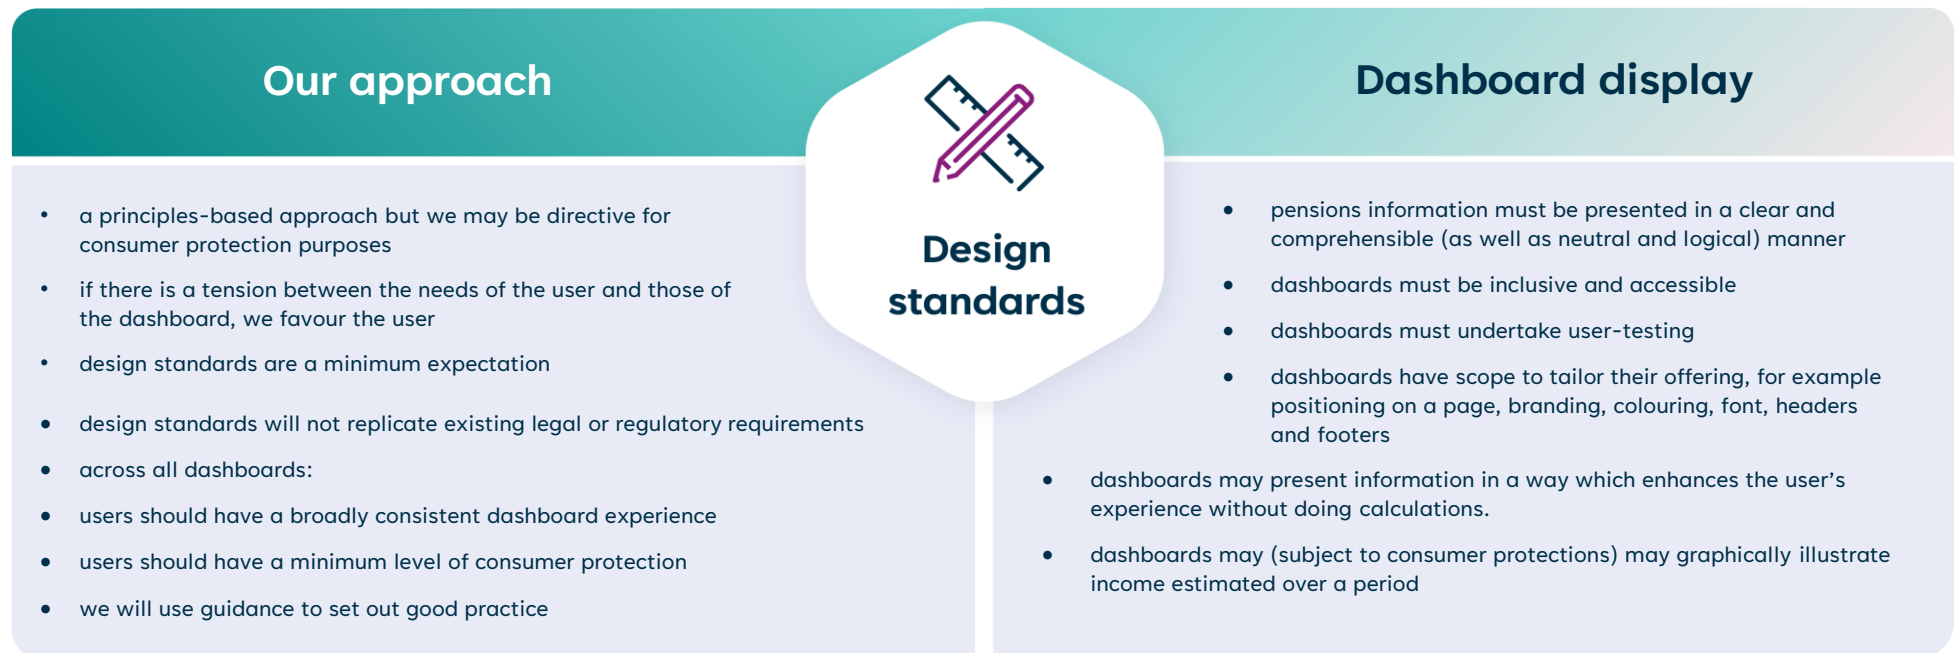 Our approach
• a principles-based approach but we may be directive for
consumer protection purposes
• if there is a tension between the needs of the user and those of
the dashboard, we favour the user
• design standards are a minimum expectation
• design standards will not replicate existing legal or regulatory requirements
• across all dashboards:
• users should have a broadly consistent dashboard experience
• users should have a minimum level of consumer protection
• we will use guidance to set out good practice
Design
standards
Dashboard display
• pensions information must be presented in a clear and
comprehensible (as well as neutral and logical) manner
• dashboards must be inclusive and accessible
• dashboards must undertake user-testing
• dashboards have scope to tailor their offering, for example
positioning on a page, branding, colouring, font, headers
and footers
• dashboards may present information in a way which enhances the user’s
experience without doing calculations.
• dashboards may (subject to consumer protections) may graphically illustrate
income estimated over a period